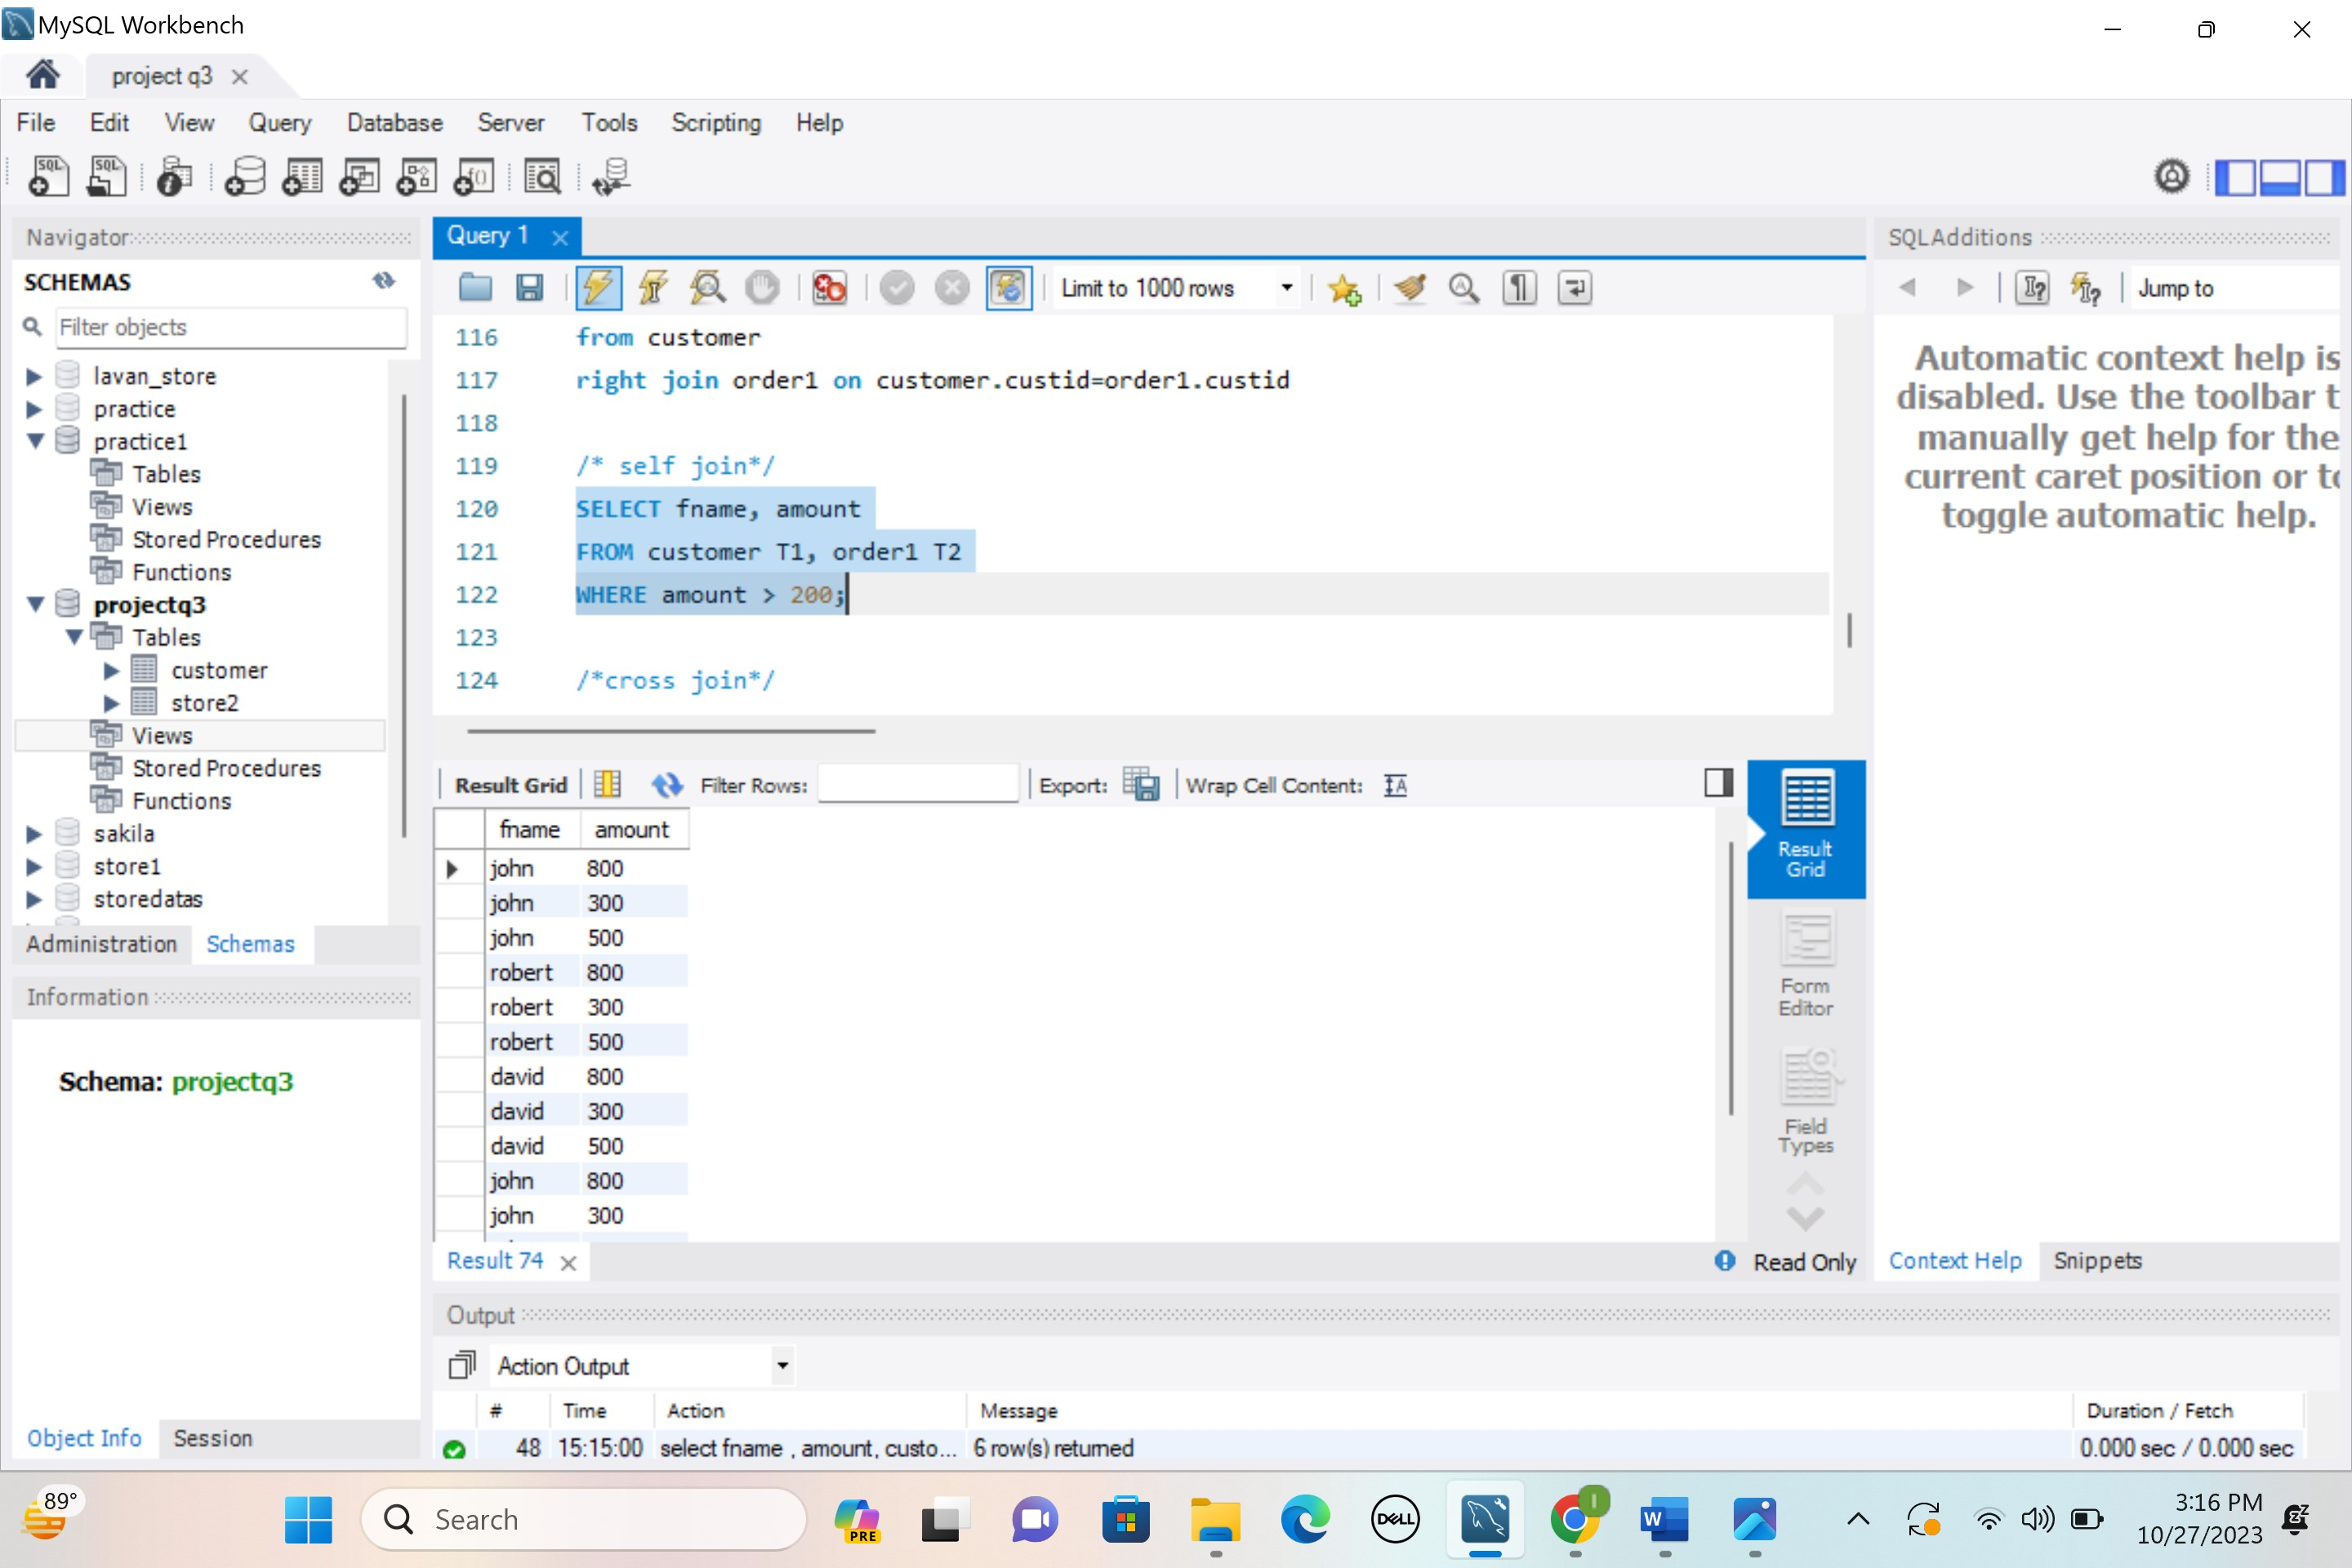 MySQL Workbench
project q3
File Edit View Query Database Server Tools Scripting Help
Navigator
SCHEMAS
Filter objects
lavan_store
practice
practice1
Tables
Views
Stored Procedures
Functions
projectq3
Tables
customer
store2
Views
Stored Procedures
Functions
sakila
store1
storedatas
Administration Schemas
Information
Schema: projectq3
Object Info Session
Query 1
Limit to 1000 rows
116 from customer
117 right join order1 on customer.custid=order1.custid
118
119 /* self join*/
120 SELECT fname, amount
121 FROM customer T1, order1 T2
122 WHERE amount > 200;
123
124 /*cross join*/
Result Grid Filter Rows: Export: Wrap Cell Content:
fname amount
john 800
john 300
john 500
robert 800
robert 300
robert 500
david 800
david 300
david 500
john 800
john 300
Result Grid
Form Editor
Field Types
Result 74
Read Only
SQLAdditions
Jump to
Automatic context help is
disabled. Use the toolbar t
manually get help for the
current caret position or to
toggle automatic help.
Context Help Snippets
Output
Action Output
# Time Action Message Duration / Fetch
48 15:15:00 select fname , amount, custo... 6 row(s) returned 0.000 sec / 0.000 sec
89°
Search
PRE
DELL
W
3:16 PM
10/27/2023